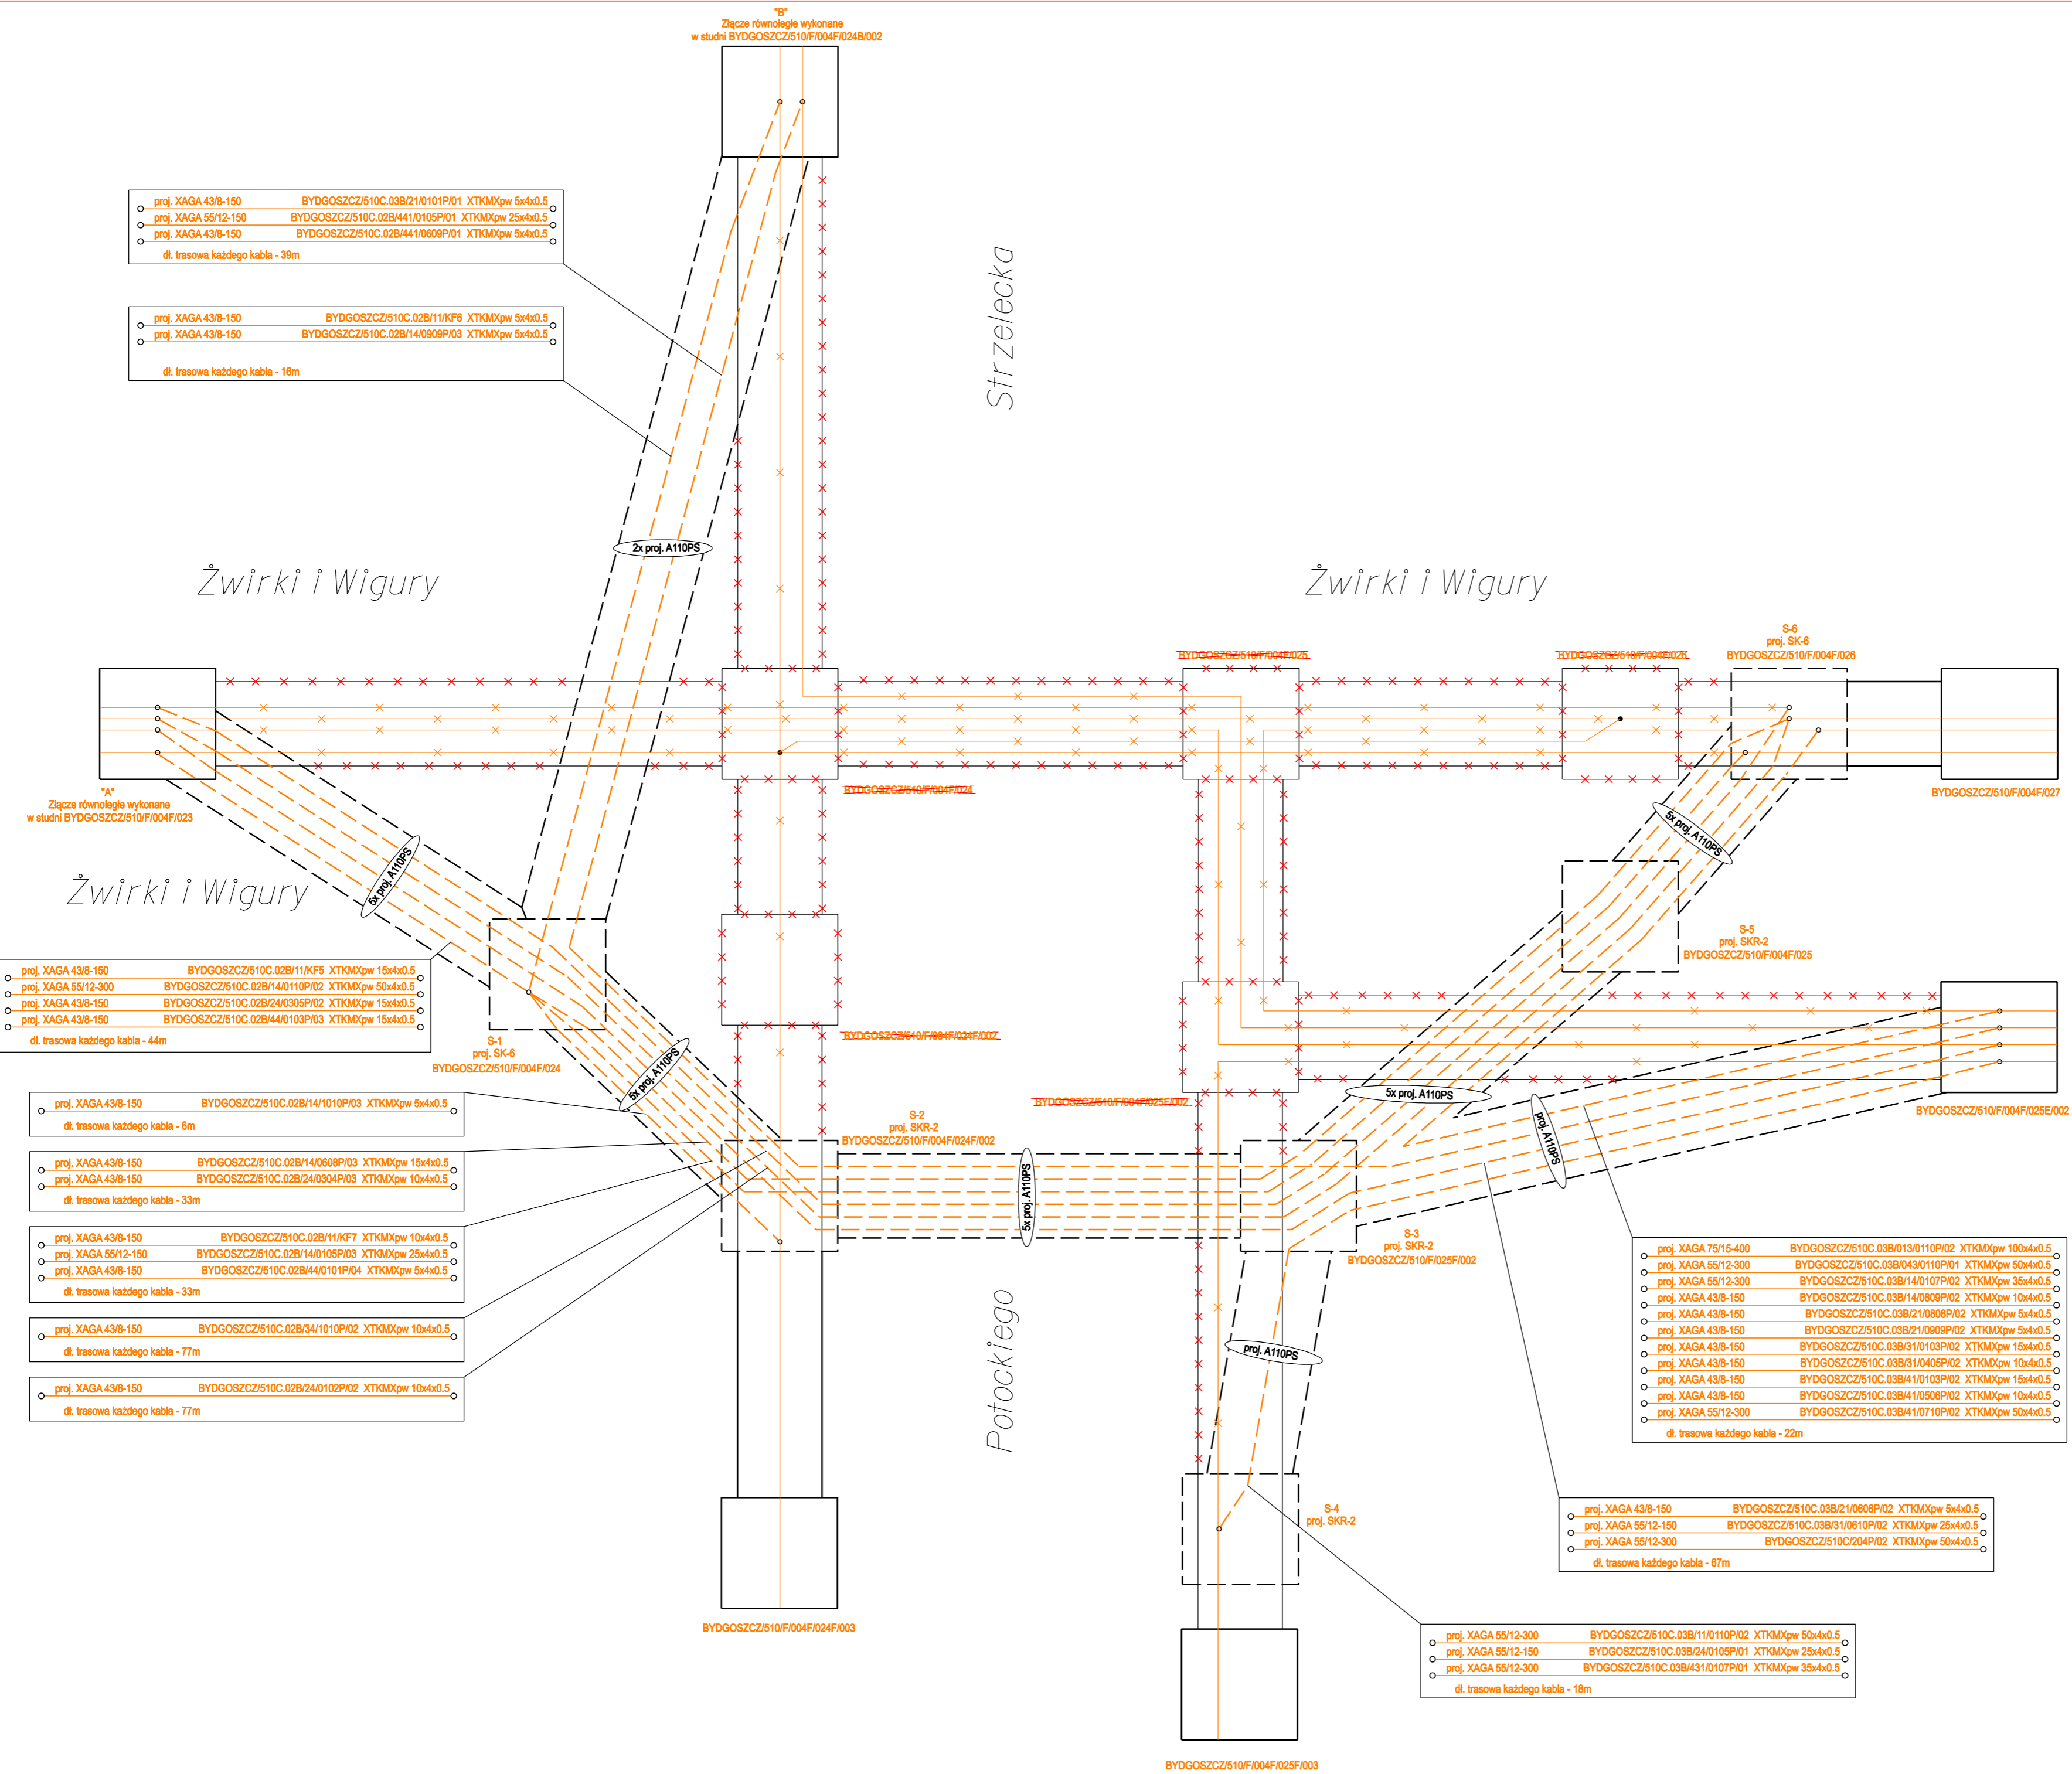 "B"
Złącze równoległe wykonane
w studni BYDGOSZCZ/510/F/004F/024B/002
proj. XAGA 43/8-150 BYDGOSZCZ/510C.03B/21/0101P/01 XTKMXpw 5x4x0.5
proj. XAGA 55/12-150 BYDGOSZCZ/510C.02B/441/0105P/01 XTKMXpw 25x4x0.5
proj. XAGA 43/8-150 BYDGOSZCZ/510C.02B/441/0609P/01 XTKMXpw 5x4x0.5
dł. trasowa każdego kabla - 39m
proj. XAGA 43/8-150 BYDGOSZCZ/510C.02B/11/KF6 XTKMXpw 5x4x0.5
proj. XAGA 43/8-150 BYDGOSZCZ/510C.02B/14/0909P/03 XTKMXpw 5x4x0.5
dł. trasowa każdego kabla - 16m
Strzelecka
2x proj. A110PS
Żwirki i Wigury
Żwirki i Wigury
S-6
proj. SK-6
BYDGOSZCZ/510/F/004F/026
BYDGOSZCZ/510/F/004F/025
BYDGOSZCZ/510/F/004F/026
"A"
Złącze równoległe wykonane
w studni BYDGOSZCZ/510/F/004F/023
BYDGOSZCZ/510/F/004F/024
BYDGOSZCZ/510/F/004F/027
5x proj. A110PS
5x proj. A110PS
Żwirki i Wigury
S-5
proj. SKR-2
BYDGOSZCZ/510/F/004F/025
proj. XAGA 43/8-150 BYDGOSZCZ/510C.02B/11/KF5 XTKMXpw 15x4x0.5
proj. XAGA 55/12-300 BYDGOSZCZ/510C.02B/14/0110P/02 XTKMXpw 50x4x0.5
proj. XAGA 43/8-150 BYDGOSZCZ/510C.02B/24/0305P/02 XTKMXpw 15x4x0.5
proj. XAGA 43/8-150 BYDGOSZCZ/510C.02B/44/0103P/03 XTKMXpw 15x4x0.5
dł. trasowa każdego kabla - 44m
S-1
proj. SK-6
BYDGOSZCZ/510/F/004F/024
BYDGOSZCZ/510/F/004F/024F/002
5x proj. A110PS
5x proj. A110PS
BYDGOSZCZ/510/F/004F/025F/002
BYDGOSZCZ/510/F/004F/025E/002
proj. XAGA 43/8-150 BYDGOSZCZ/510C.02B/14/1010P/03 XTKMXpw 5x4x0.5
dł. trasowa każdego kabla - 6m
S-2
proj. SKR-2
BYDGOSZCZ/510/F/004F/024F/002
proj. A110PS
proj. XAGA 43/8-150 BYDGOSZCZ/510C.02B/14/0608P/03 XTKMXpw 15x4x0.5
proj. XAGA 43/8-150 BYDGOSZCZ/510C.02B/24/0304P/03 XTKMXpw 10x4x0.5
dł. trasowa każdego kabla - 33m
5x proj. A110PS
proj. XAGA 43/8-150 BYDGOSZCZ/510C.02B/11/KF7 XTKMXpw 10x4x0.5
proj. XAGA 55/12-150 BYDGOSZCZ/510C.02B/14/0105P/03 XTKMXpw 25x4x0.5
proj. XAGA 43/8-150 BYDGOSZCZ/510C.02B/44/0101P/04 XTKMXpw 5x4x0.5
dł. trasowa każdego kabla - 33m
S-3
proj. SKR-2
BYDGOSZCZ/510/F/025F/002
proj. XAGA 43/8-150 BYDGOSZCZ/510C.02B/34/1010P/02 XTKMXpw 10x4x0.5
dł. trasowa każdego kabla - 77m
proj. XAGA 43/8-150 BYDGOSZCZ/510C.02B/24/0102P/02 XTKMXpw 10x4x0.5
dł. trasowa każdego kabla - 77m
Potockiego
proj. A110PS
proj. XAGA 75/15-400 BYDGOSZCZ/510C.03B/013/0110P/02 XTKMXpw 100x4x0.5
proj. XAGA 55/12-300 BYDGOSZCZ/510C.03B/043/0110P/01 XTKMXpw 50x4x0.5
proj. XAGA 55/12-300 BYDGOSZCZ/510C.03B/14/0107P/02 XTKMXpw 35x4x0.5
proj. XAGA 43/8-150 BYDGOSZCZ/510C.03B/14/0809P/02 XTKMXpw 10x4x0.5
proj. XAGA 43/8-150 BYDGOSZCZ/510C.03B/21/0808P/02 XTKMXpw 5x4x0.5
proj. XAGA 43/8-150 BYDGOSZCZ/510C.03B/21/0909P/02 XTKMXpw 5x4x0.5
proj. XAGA 43/8-150 BYDGOSZCZ/510C.03B/31/0103P/02 XTKMXpw 15x4x0.5
proj. XAGA 43/8-150 BYDGOSZCZ/510C.03B/31/0405P/02 XTKMXpw 10x4x0.5
proj. XAGA 43/8-150 BYDGOSZCZ/510C.03B/41/0103P/02 XTKMXpw 15x4x0.5
proj. XAGA 43/8-150 BYDGOSZCZ/510C.03B/41/0506P/02 XTKMXpw 10x4x0.5
proj. XAGA 55/12-300 BYDGOSZCZ/510C.03B/41/0710P/02 XTKMXpw 50x4x0.5
dł. trasowa każdego kabla - 22m
S-4
proj. SKR-2
proj. XAGA 43/8-150 BYDGOSZCZ/510C.03B/21/0606P/02 XTKMXpw 5x4x0.5
proj. XAGA 55/12-150 BYDGOSZCZ/510C.03B/31/0610P/02 XTKMXpw 25x4x0.5
proj. XAGA 55/12-300 BYDGOSZCZ/510C/204P/02 XTKMXpw 50x4x0.5
dł. trasowa każdego kabla - 67m
BYDGOSZCZ/510/F/004F/024F/003
proj. XAGA 55/12-300 BYDGOSZCZ/510C.03B/11/0110P/02 XTKMXpw 50x4x0.5
proj. XAGA 55/12-150 BYDGOSZCZ/510C.03B/24/0105P/01 XTKMXpw 25x4x0.5
proj. XAGA 55/12-300 BYDGOSZCZ/510C.03B/431/0107P/01 XTKMXpw 35x4x0.5
dł. trasowa każdego kabla - 18m
BYDGOSZCZ/510/F/004F/025F/003